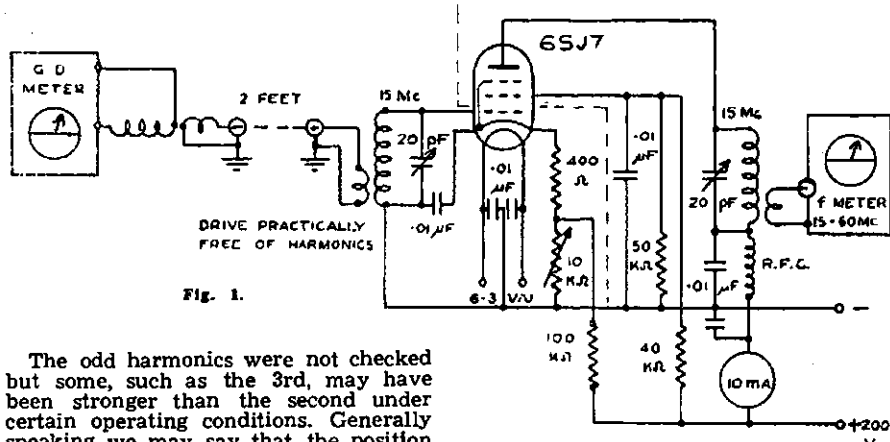 6SJ7
G D
METER
2 FEET
15 Mc
20 pF
.01 μF
DRIVE PRACTICALLY
FREE OF HARMONICS
Fig. 1.
.01
μF
6-3 V~
400
Ω
10
KΩ
100
KΩ
.01
μF
50
KΩ
40
KΩ
15 Mc
20 pF
.01 μF
R.F.C.
f METER
15-60Mc
10 mA
–
+200
V
The odd harmonics were not checked
but some, such as the 3rd, may have
been stronger than the second under
certain operating conditions. Generally
speaking we may say that the position